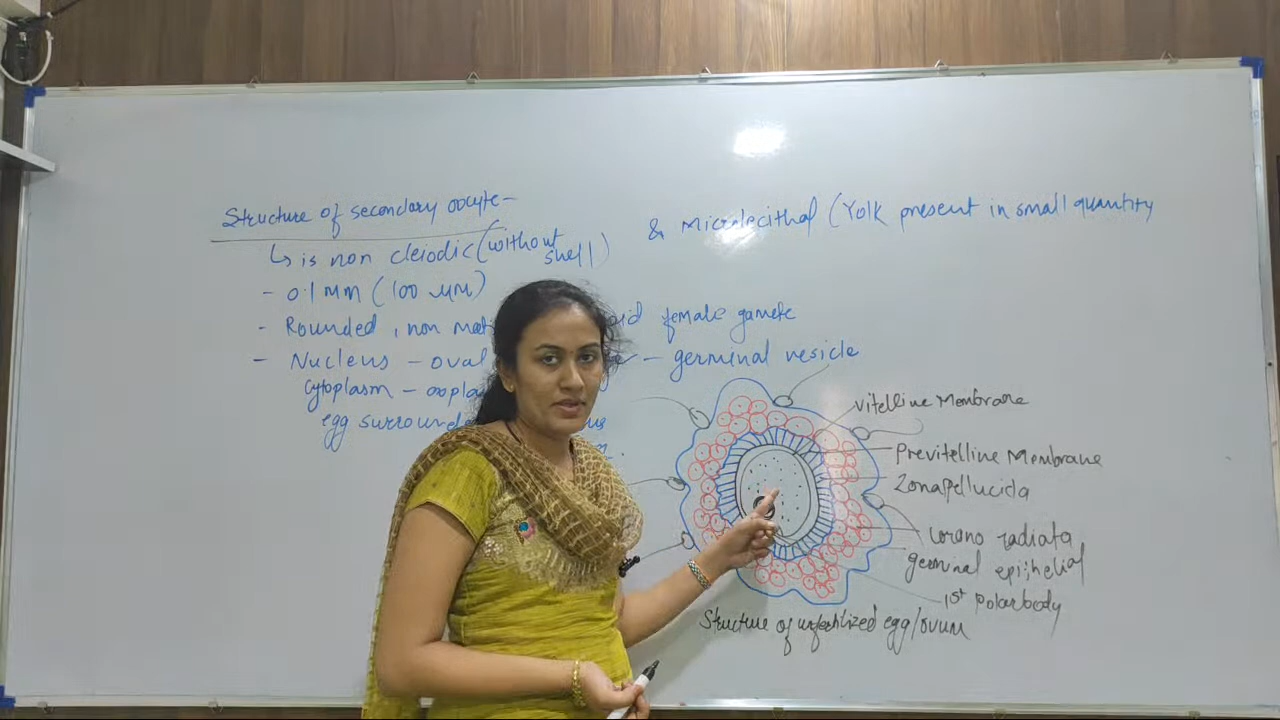 Structure of secondary oocyte-
↳ is non cleiodic (without shell)
& microlecithal (Yolk present in small quantity
- 0.1 mm (100 μm)
- Rounded, non mot female gamete
- Nucleus - oval - germinal vesicle
Cytoplasm - oopla
egg surround
vitelline Membrane
Previtelline Membrane
Zonapellucida
corona radiata
germinal epithelial
1st Polarbody
Structure of unfertilized egg/ovum